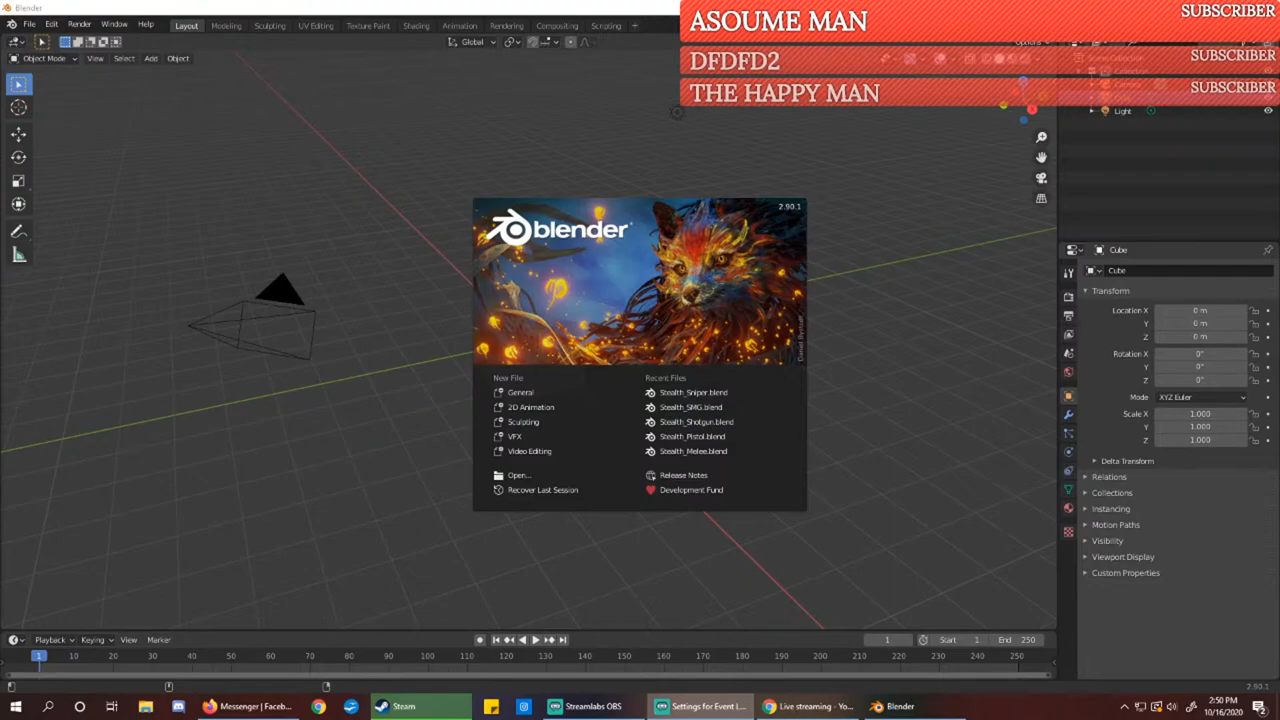 Blender
File Edit Render Window Help Layout Modeling Sculpting UV Editing Texture Paint Shading Animation Rendering Compositing Scripting +
ASOUME MAN SUBSCRIBER
DFDFD2 SUBSCRIBER
THE HAPPY MAN SUBSCRIBER
Global
Object Mode View Select Add Object
Light
blender
2.90.1
New File
General
2D Animation
Sculpting
VFX
Video Editing
Open...
Recover Last Session
Recent Files
Stealth_Sniper.blend
Stealth_SMG.blend
Stealth_Shotgun.blend
Stealth_Pistol.blend
Stealth_Melee.blend
Release Notes
Development Fund
Cube
Cube
Transform
Location X 0 m
Y 0 m
Z 0 m
Rotation X 0°
Y 0°
Z 0°
Mode XYZ Euler
Scale X 1.000
Y 1.000
Z 1.000
Delta Transform
Relations
Collections
Instancing
Motion Paths
Visibility
Viewport Display
Custom Properties
Playback Keying View Marker
1 Start 1 End 250
1 10 20 30 40 50 60 70 80 90 100 110 120 130 140 150 160 170 180 190 200 210 220 230 240 250
2.90.1
Messenger | Faceb...
Steam
Streamlabs OBS
Settings for Event L...
Live streaming - Yo...
Blender
2:50 PM
10/16/2020
2